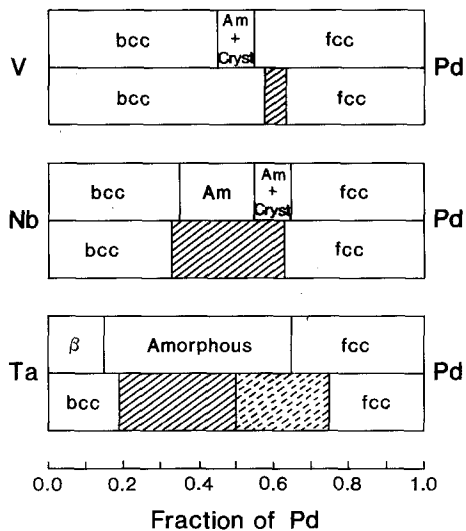 Am
+
Cryst
bcc
fcc
V
Pd
bcc
fcc
bcc
Am
Am
+
Cryst
fcc
Nb
Pd
bcc
fcc
β
Amorphous
fcc
Ta
Pd
bcc
fcc
0.0 0.2 0.4 0.6 0.8 1.0
Fraction of Pd